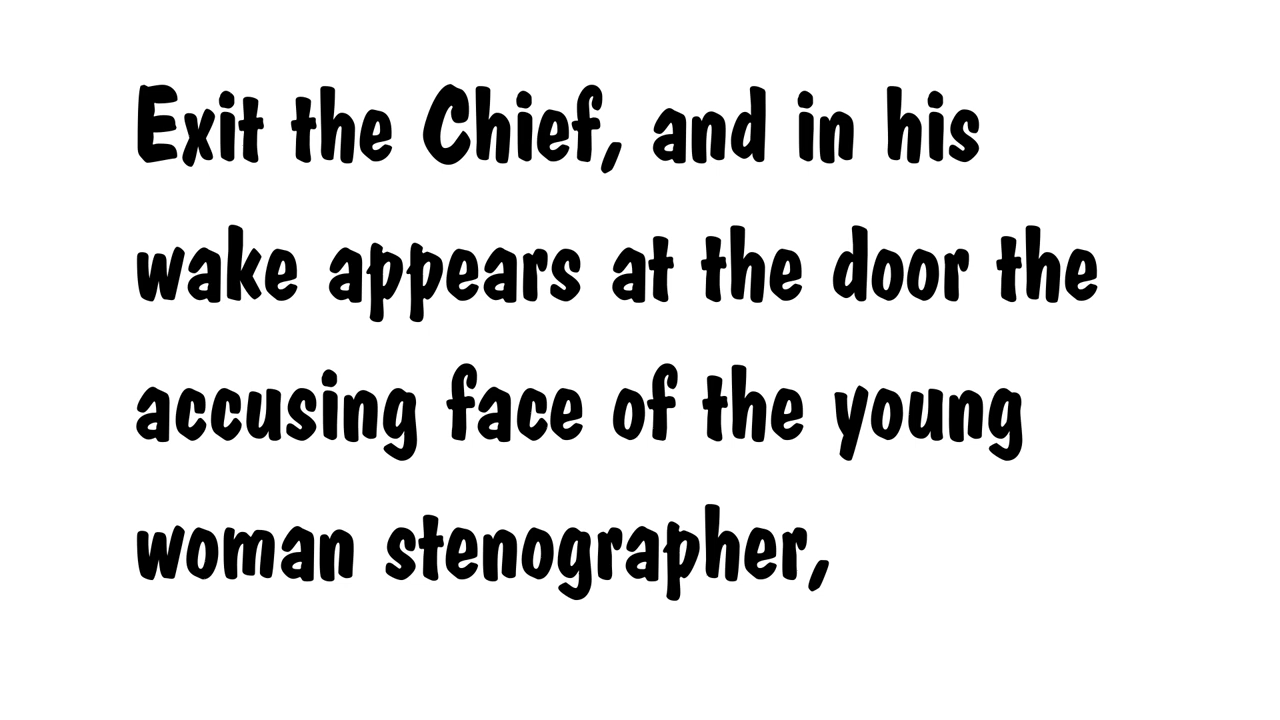 Exit the Chief, and in his
wake appears at the door the
accusing face of the young
woman stenographer,